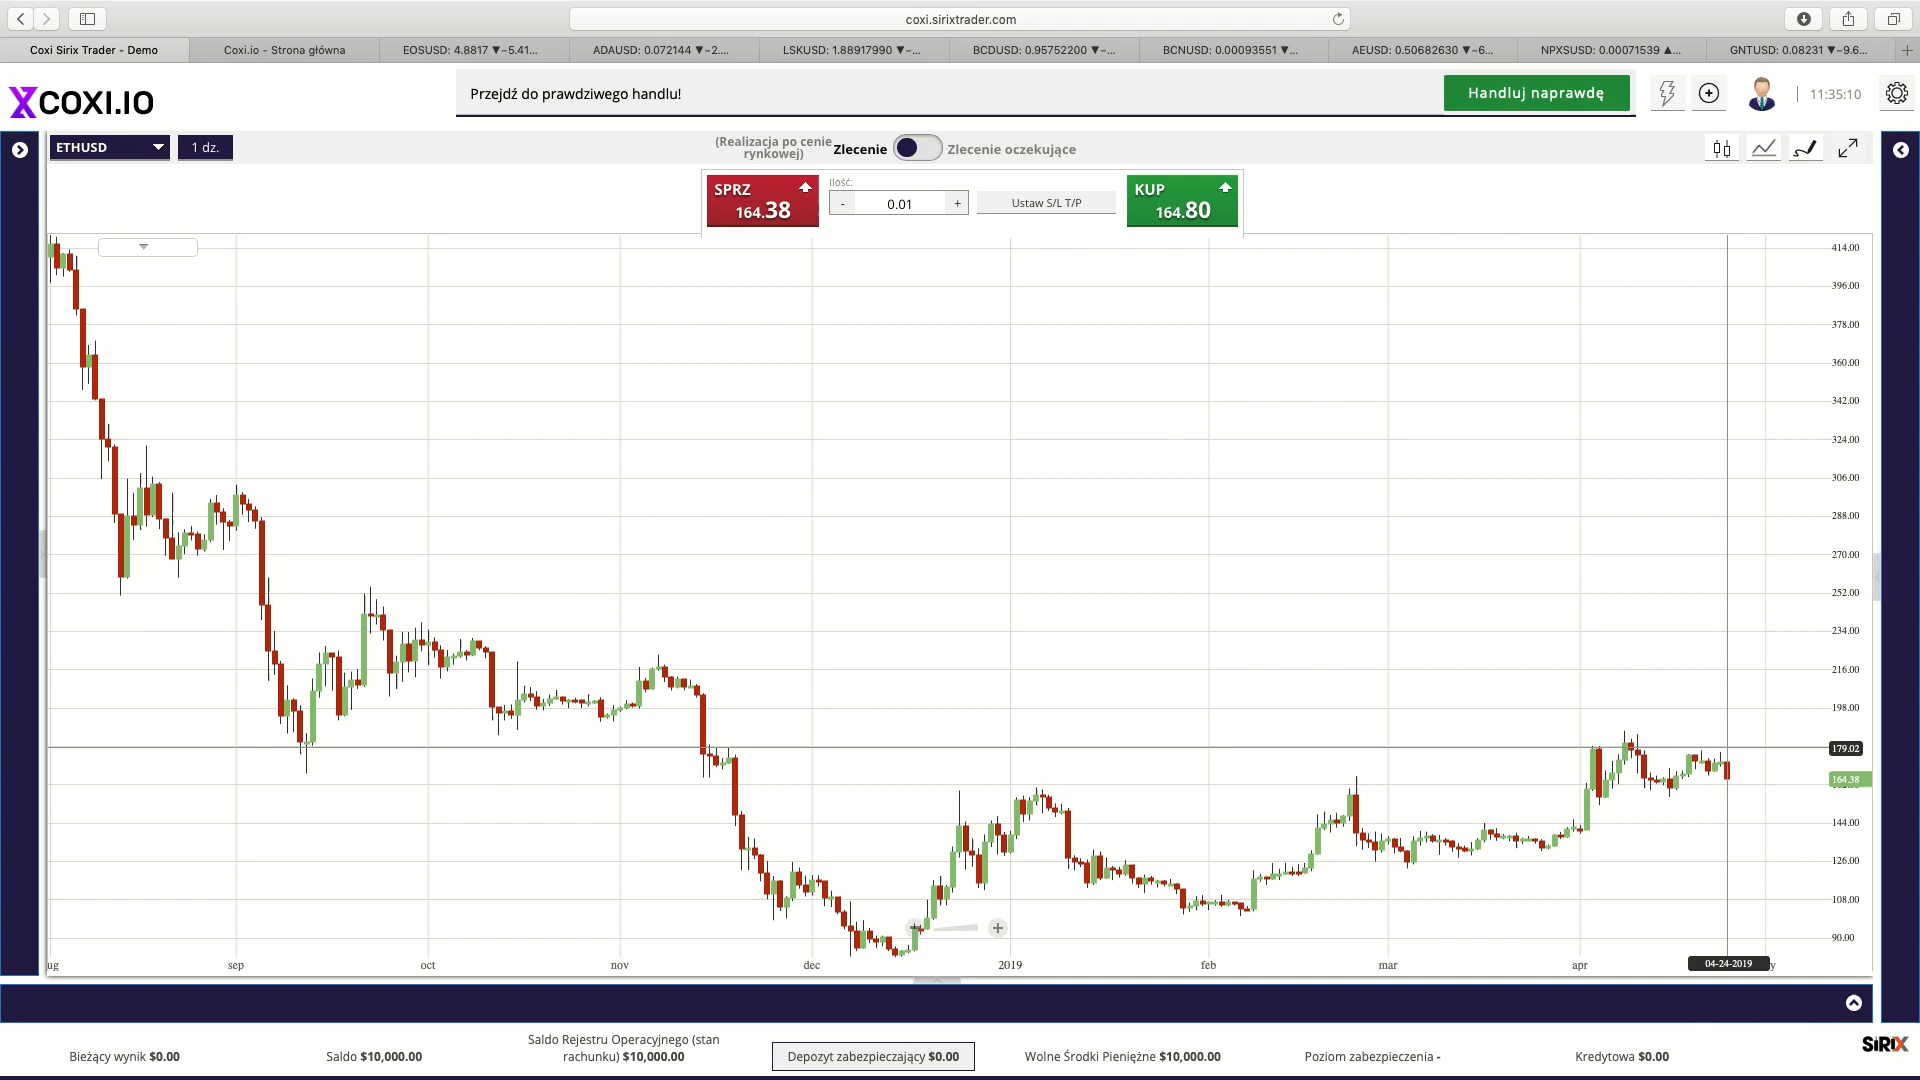 coxi.sirixtrader.com
Coxi Sirix Trader - Demo
Coxi.io - Strona główna
EOSUSD: 4.8817 ▼−5.41...
ADAUSD: 0.072144 ▼−2....
LSKUSD: 1.88917990 ▼−...
BCDUSD: 0.95752200 ▼−...
BCNUSD: 0.00093551 ▼...
AEUSD: 0.50682630 ▼−6...
NPXSUSD: 0.00071539 ▲...
GNTUSD: 0.08231 ▼−9.6...
XCOXI.IO
Przejdź do prawdziwego handlu!
Handluj naprawdę
11:35:10
ETHUSD
1 dz.
(Realizacja po cenie
rynkowej)
Zlecenie
Zlecenie oczekujące
SPRZ
164.38
Ilość:
- 0.01 +
Ustaw S/L T/P
KUP
164.80
414.00
396.00
378.00
360.00
342.00
324.00
306.00
288.00
270.00
252.00
234.00
216.00
198.00
179.02
164.38
144.00
126.00
108.00
90.00
ug
sep
oct
nov
dec
2019
feb
mar
apr
04-24-2019
y
Bieżący wynik $0.00
Saldo $10,000.00
Saldo Rejestru Operacyjnego (stan
rachunku) $10,000.00
Depozyt zabezpieczający $0.00
Wolne Środki Pieniężne $10,000.00
Poziom zabezpieczenia -
Kredytowa $0.00
SiRiX